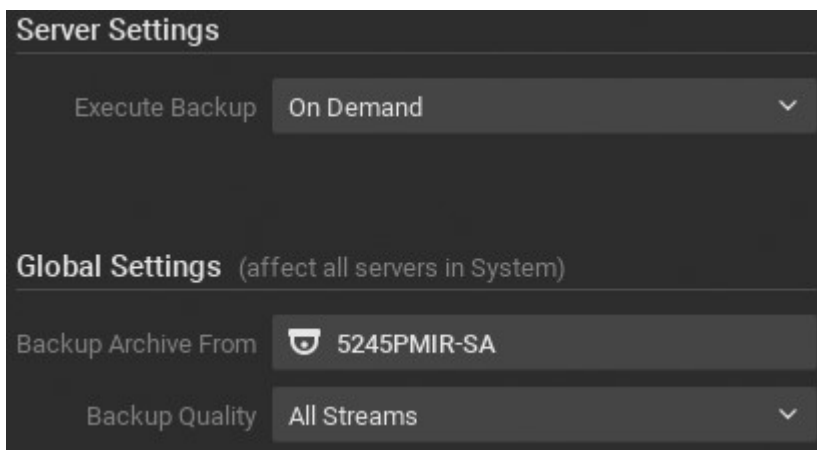 Server Settings
Execute Backup On Demand
Global Settings (affect all servers in System)
Backup Archive From 5245PMIR-SA
Backup Quality All Streams